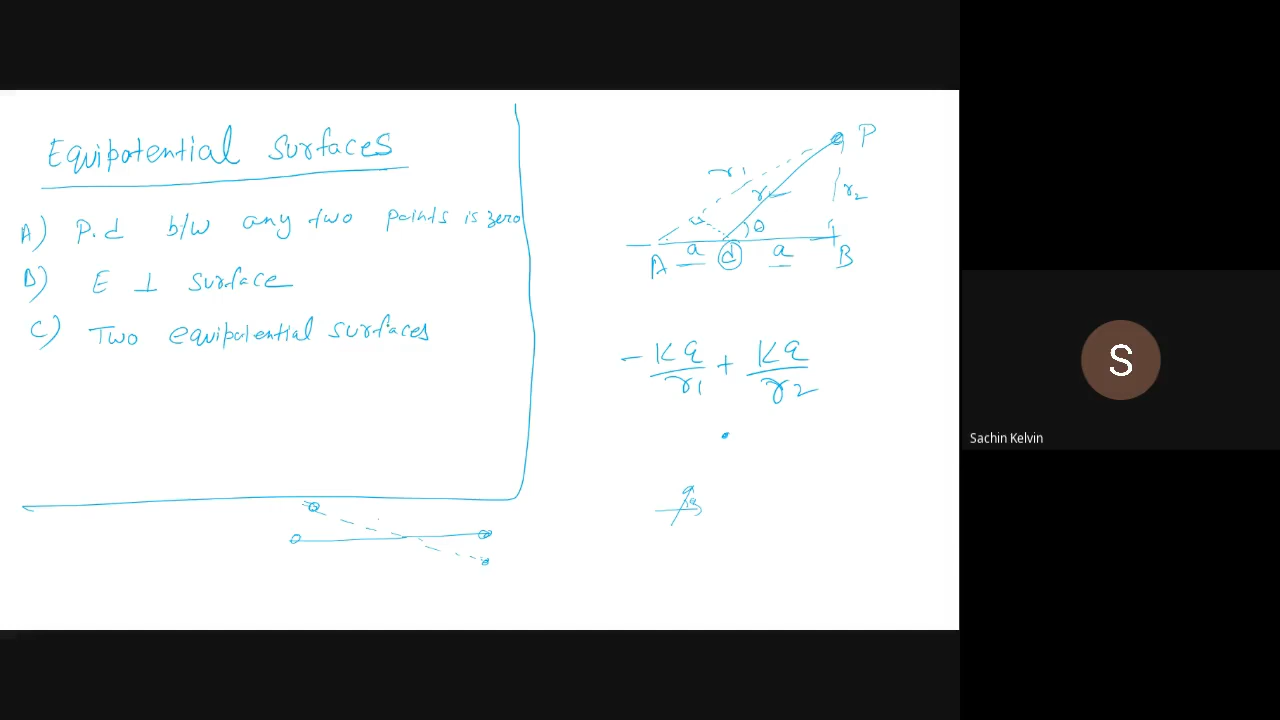 Equipotential surfaces
A) P.d b/w any two points is zero
B) E ⊥ surface
C) Two equipotential surfaces
P
r1
r
r2
θ
a
a
A
d
B
- Kq/r1 + Kq/r2
S
Sachin Kelvin